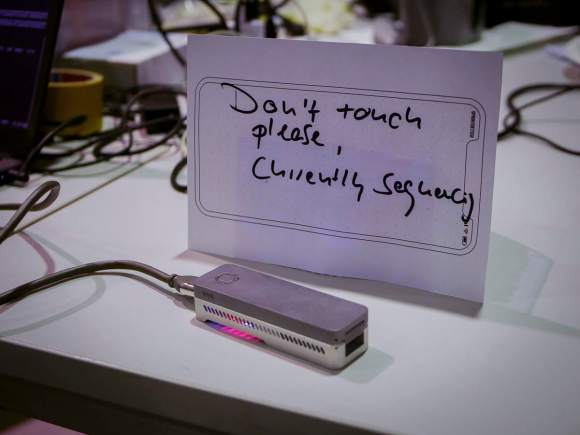 Don't touch
please,
Currently Sequencing